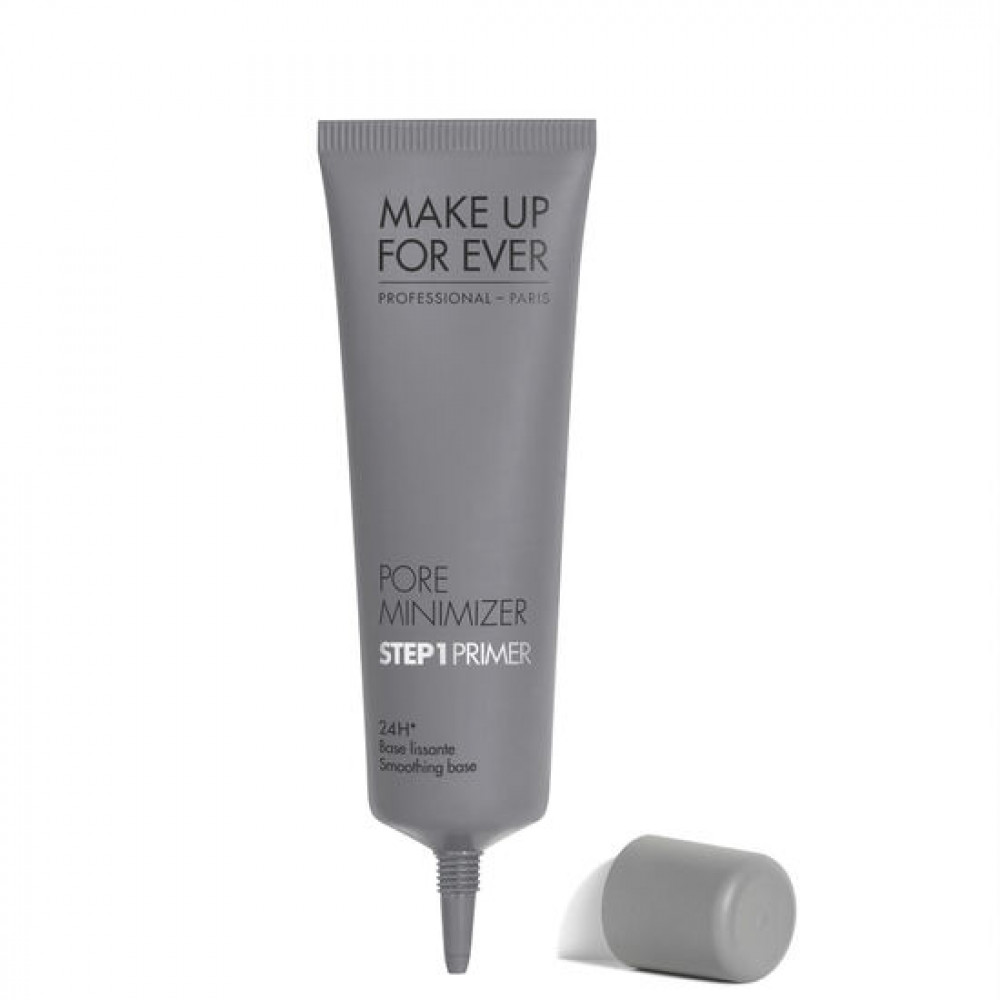 MAKE UP
FOR EVER
PROFESSIONAL – PARIS
PORE
MINIMIZER
STEP 1 PRIMER
24H*
Base lissante
Smoothing base